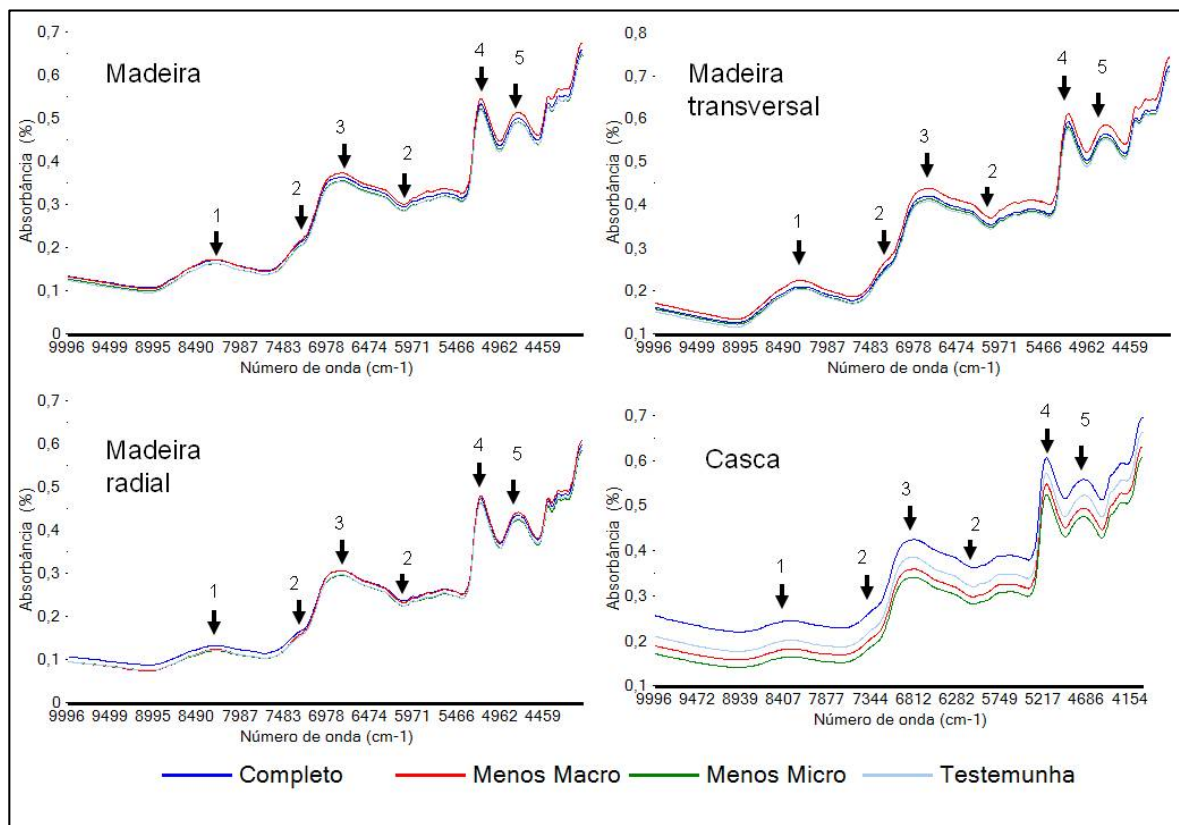 0,7
0,6
0,5
0,4
0,3
0,2
0,1
0
Absorbância (%)
Madeira
1
2
3
2
4
5
9996 9499 8995 8490 7987 7483 6978 6474 5971 5466 4962 4459
Número de onda (cm-1)
0,8
0,7
0,6
0,5
0,4
0,3
0,2
0,1
Absorbância (%)
Madeira
transversal
1
2
3
2
4
5
9996 9499 8995 8490 7987 7483 6978 6474 5971 5466 4962 4459
Número de onda (cm-1)
0,7
0,6
0,5
0,4
0,3
0,2
0,1
0
Absorbância (%)
Madeira
radial
1
2
3
2
4
5
9996 9499 8995 8490 7987 7483 6978 6474 5971 5466 4962 4459
Número de onda (cm-1)
0,7
0,6
0,5
0,4
0,3
0,2
0,1
Absorbância (%)
Casca
1
2
3
2
4
5
9996 9472 8939 8407 7877 7344 6812 6282 5749 5217 4686 4154
Número de onda (cm-1)
Completo Menos Macro Menos Micro Testemunha